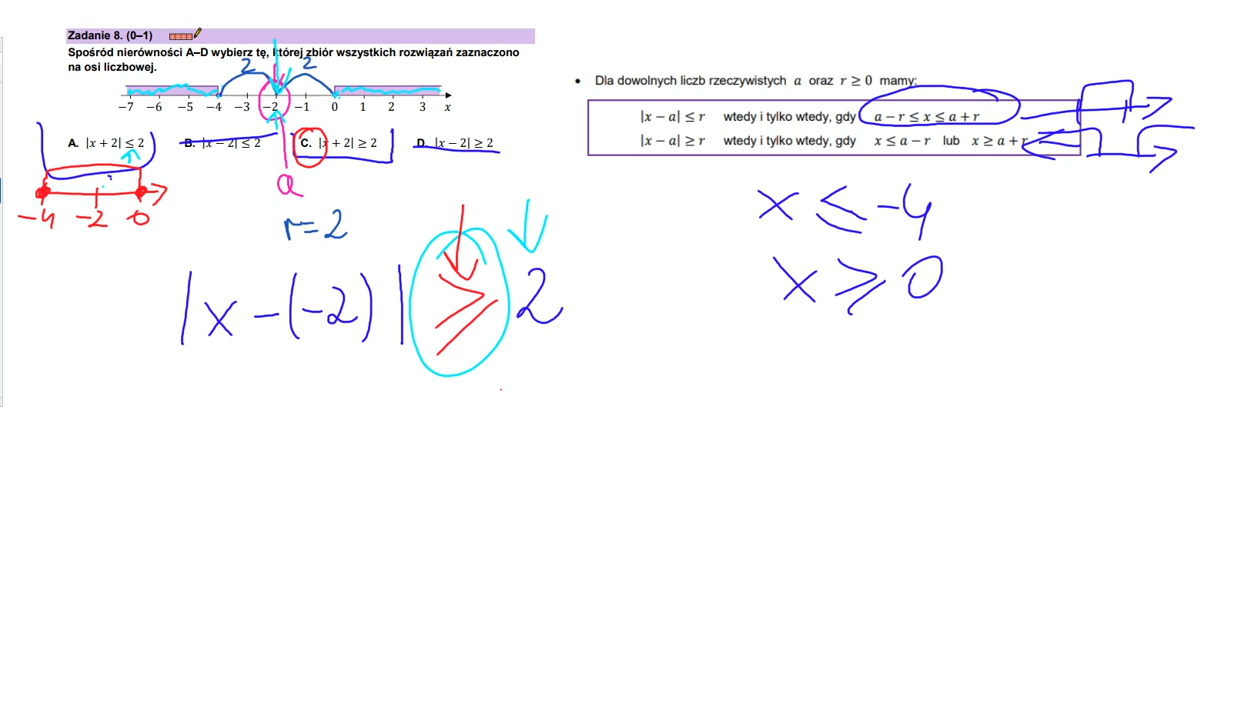 Zadanie 8. (0–1)
Spośród nierówności A–D wybierz tę, której zbiór wszystkich rozwiązań zaznaczono
na osi liczbowej.
2 2
−7 −6 −5 −4 −3 −2 −1 0 1 2 3 x
A. |x + 2| ≤ 2 B. |x − 2| ≤ 2 C. |x + 2| ≥ 2 D. |x − 2| ≥ 2
−4 −2 0
a
r=2
|x−(−2)| ≥ 2
• Dla dowolnych liczb rzeczywistych a oraz r ≥ 0 mamy:
|x − a| ≤ r wtedy i tylko wtedy, gdy a − r ≤ x ≤ a + r
|x − a| ≥ r wtedy i tylko wtedy, gdy x ≤ a − r lub x ≥ a + r
x ≤ −4
x ≥ 0